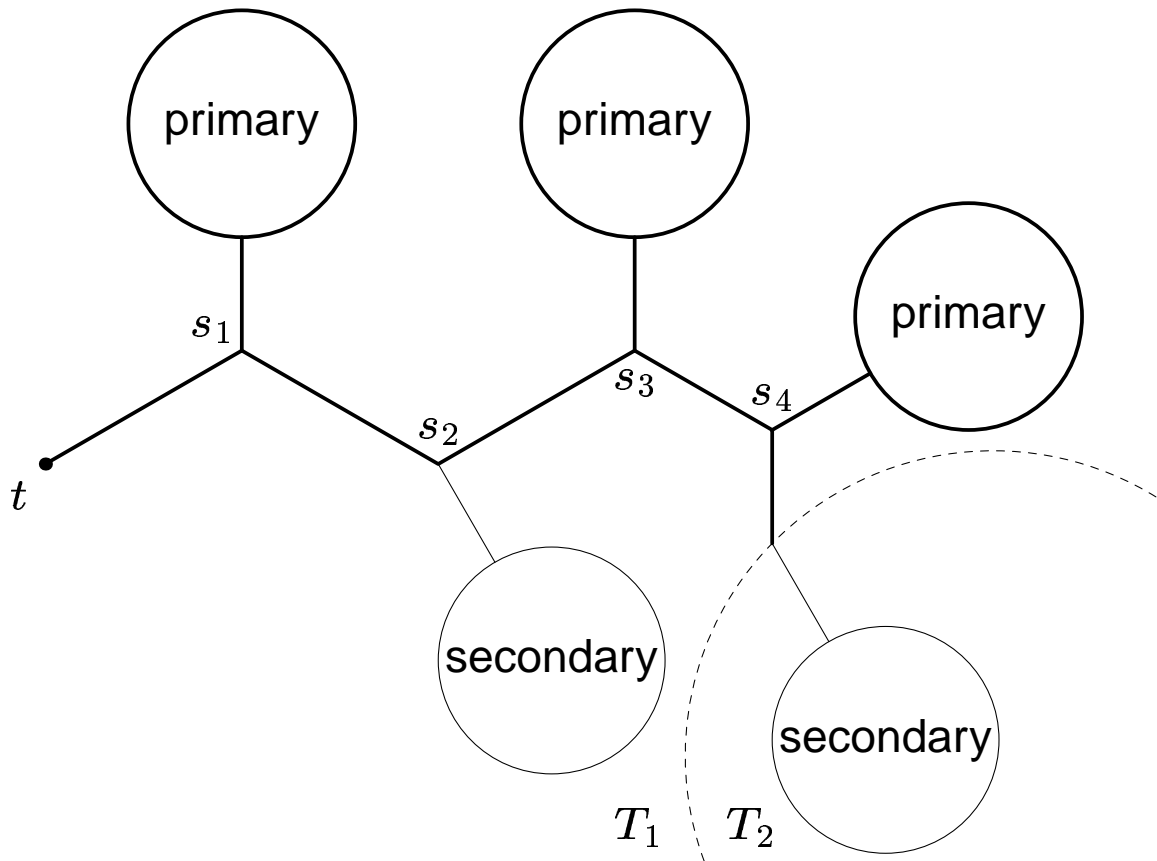 primary
primary
primary
s₁
s₃
s₄
s₂
t
secondary
secondary
T₁
T₂